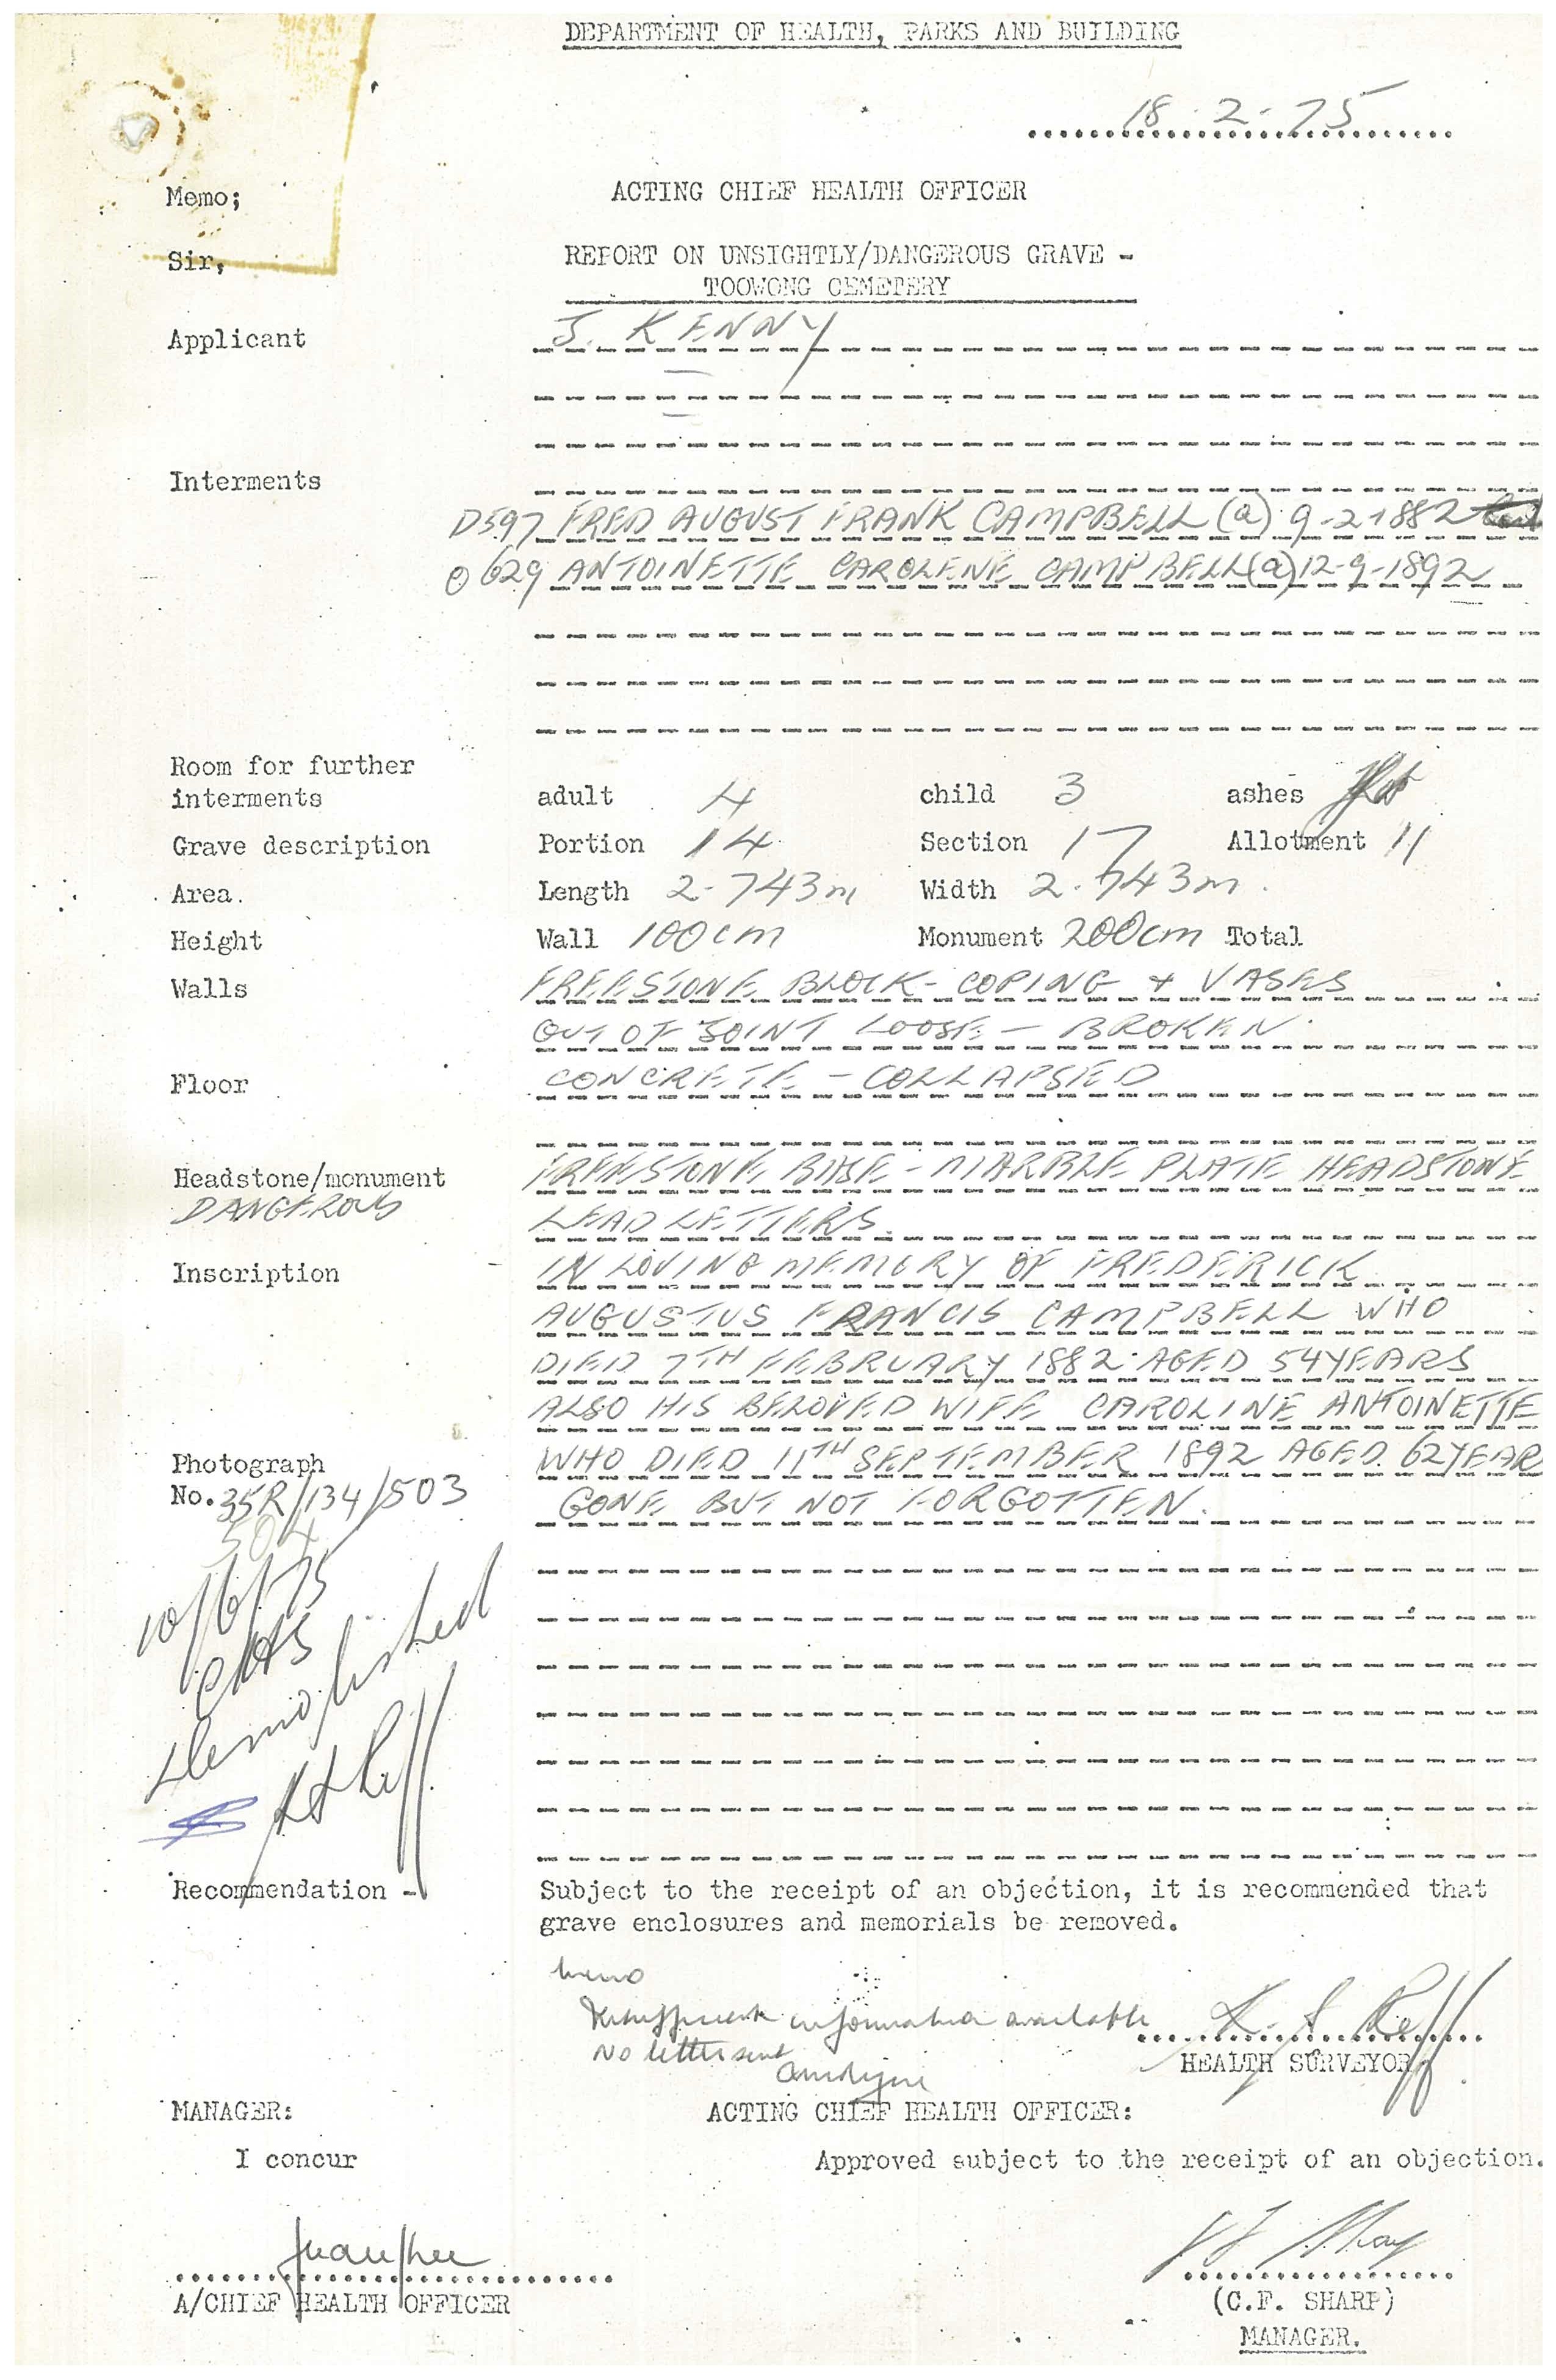 DEPARTMENT OF HEALTH, PARKS AND BUILDING
18-2-75
Memo;
ACTING CHIEF HEALTH OFFICER
Sir,
REPORT ON UNSIGHTLY/DANGEROUS GRAVE -
TOOWONG CEMETERY
Applicant J. KENNY
Interments
D597 FRED AUGUST FRANK CAMPBELL (a) 9-2-1882
629 ANTOINETTE CAROLENE CAMPBELL (a) 12-9-1892
Room for further
interments adult 4 child 3 ashes
Grave description Portion 14 Section 17 Allotment 11
Area. Length 2.743m Width 2.743m.
Height Wall 100cm Monument 200cm Total
Walls FREESTONE BLOCK- COPING + VASES
OUT OF JOINT LOOSE - BROKEN.
Floor CONCRETE - COLLAPSED
Headstone/monument FREESTONE BASE - MARBLE PLATE HEADSTONE
DANGEROUS LEAD LETTERS.
Inscription IN LOVING MEMORY OF FREDERICK
AUGUSTUS FRANCIS CAMPBELL WHO
DIED 7TH FEBRUARY 1882 AGED 54 YEARS
ALSO HIS BELOVED WIFE CAROLINE ANTOINETTE
Photograph WHO DIED 11TH SEPTEMBER 1892 AGED 62 YEAR
No. 35R/134/503 GONE BUT NOT FORGOTTEN.
504
10/6/75
Demolished
Recommendation - Subject to the receipt of an objection, it is recommended that
grave enclosures and memorials be removed.
Memo
Insufficient information available
No letter sent
HEALTH SURVEYOR
MANAGER: ACTING CHIEF HEALTH OFFICER:
I concur Approved subject to the receipt of an objection.
A/CHIEF HEALTH OFFICER (C.F. SHARP)
MANAGER.